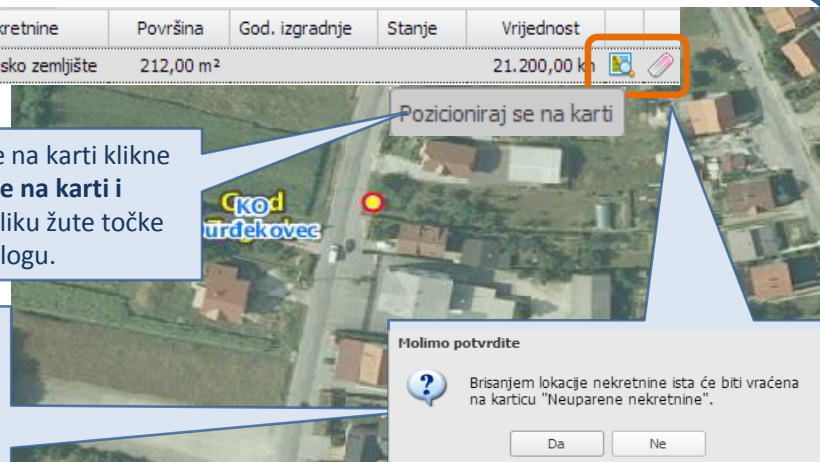 kretnine Površina God. izgradnje Stanje Vrijednost
sko zemljište 212,00 m² 21.200,00 kn
Pozicioniraj se na karti
e na karti klikne
e na karti i
liku žute točke
logu.
KOd
urđekovec
Molimo potvrdite
Brisanjem lokacije nekretnine ista će biti vraćena
na karticu "Neuparene nekretnine".
Da Ne